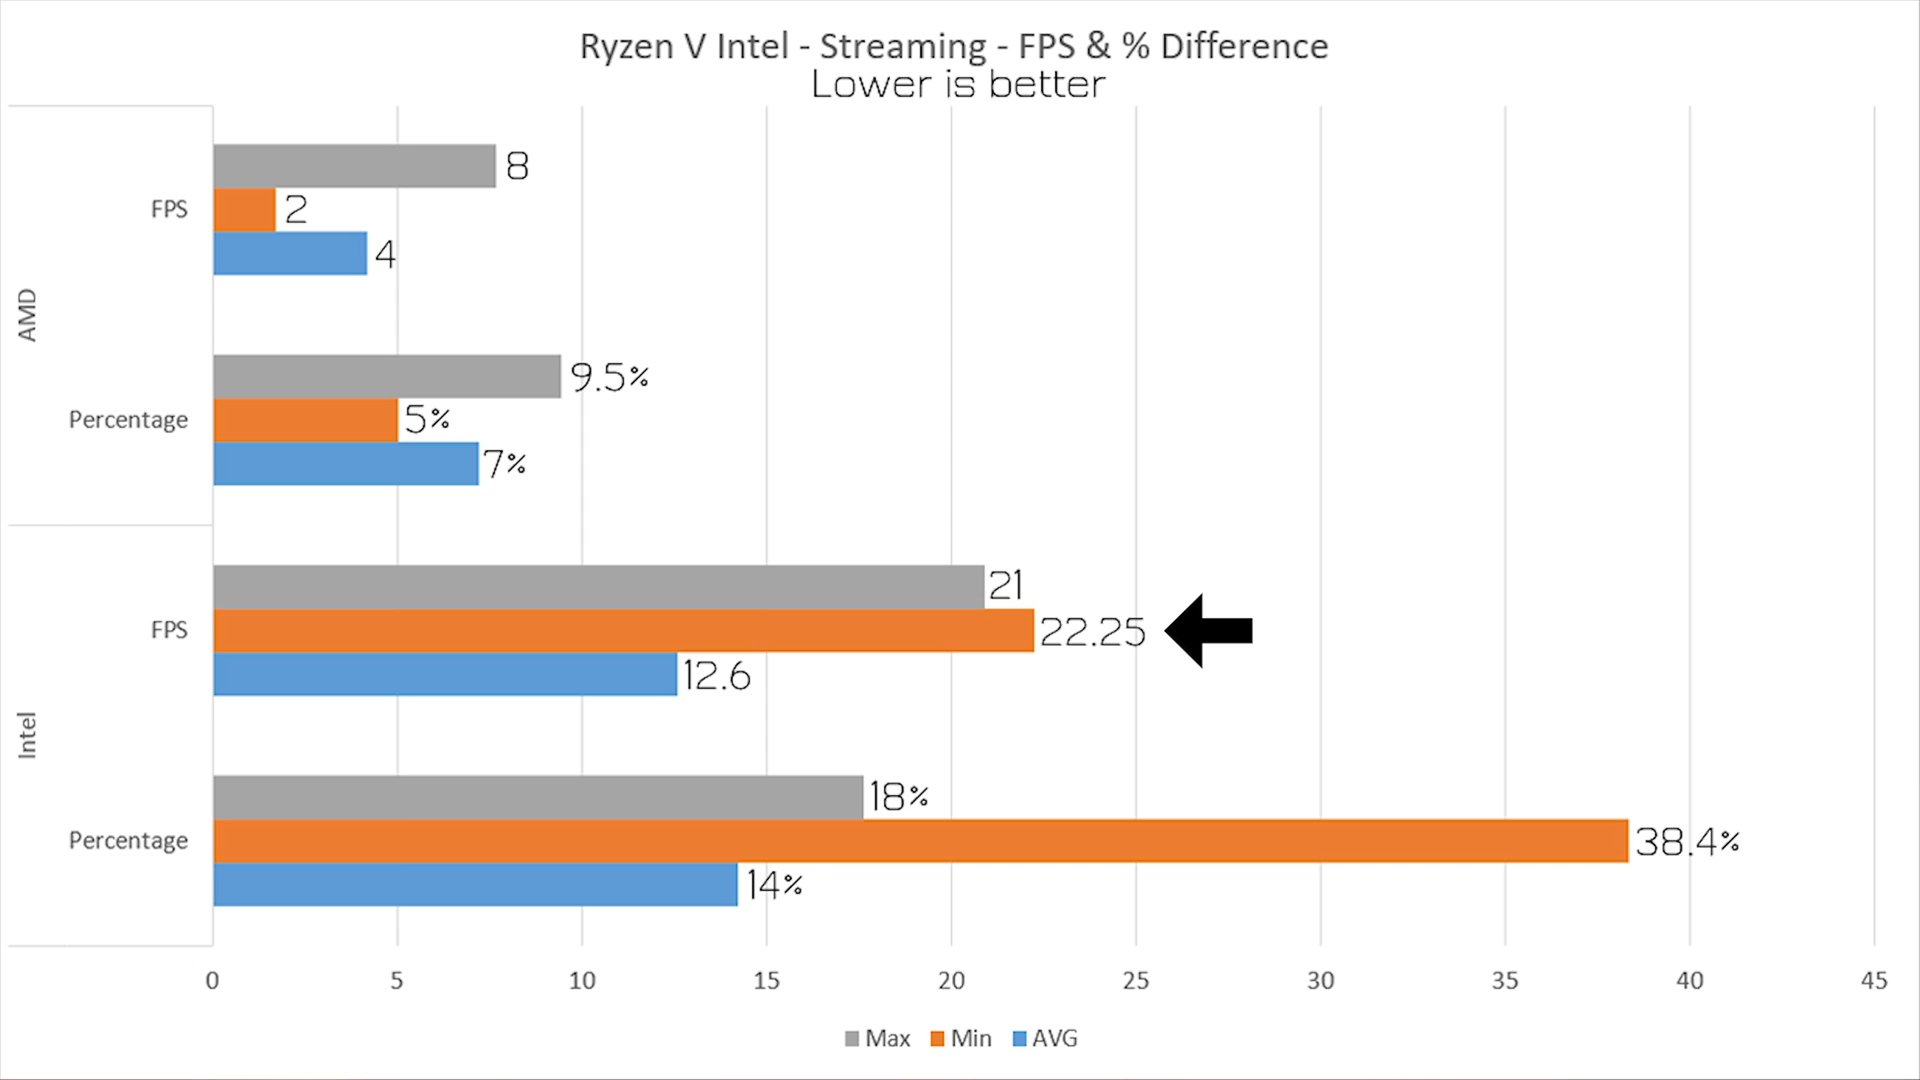 Ryzen V Intel - Streaming - FPS & % Difference
Lower is better
AMD
FPS
8
2
4
Percentage
9.5%
5%
7%
Intel
FPS
21
22.25
12.6
Percentage
18%
38.4%
14%
0 5 10 15 20 25 30 35 40 45
Max Min AVG